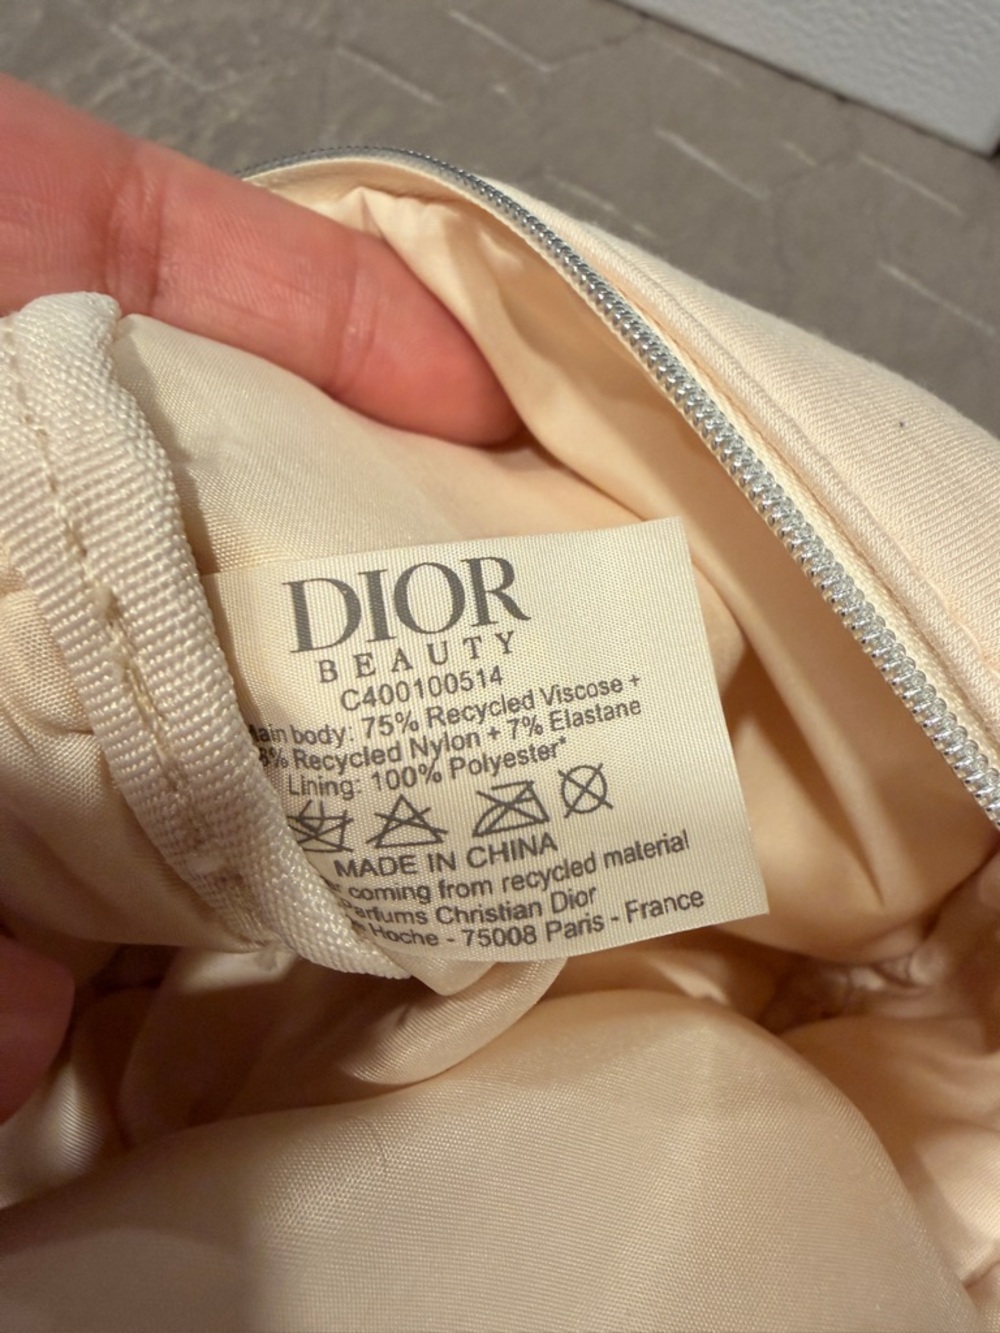 DIOR
BEAUTY
C400100514
ain body: 75% Recycled Viscose +
8% Recycled Nylon + 7% Elastane
Lining: 100% Polyester*
MADE IN CHINA
* coming from recycled material
Parfums Christian Dior
Hoche - 75008 Paris - France